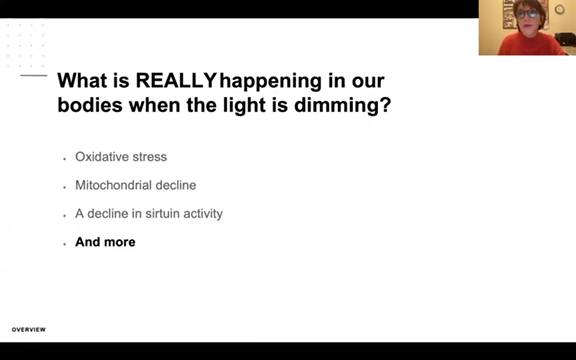 What is REALLY happening in our
bodies when the light is dimming?
Oxidative stress
Mitochondrial decline
A decline in sirtuin activity
And more
OVERVIEW